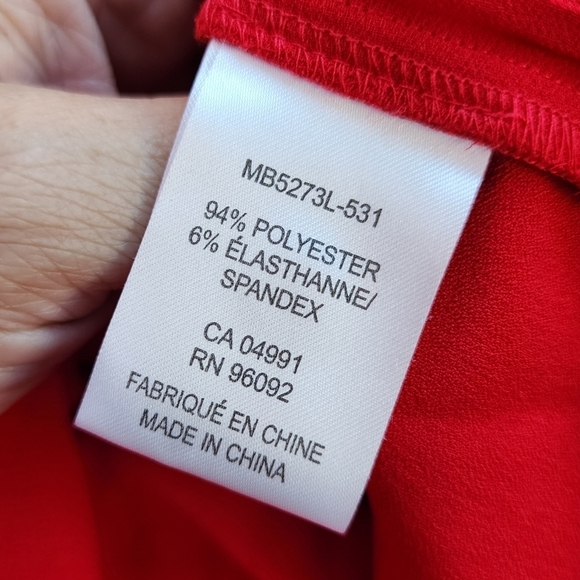 MB5273L-531
94% POLYESTER
6% ÉLASTHANNE/
SPANDEX
CA 04991
RN 96092
FABRIQUÉ EN CHINE
MADE IN CHINA